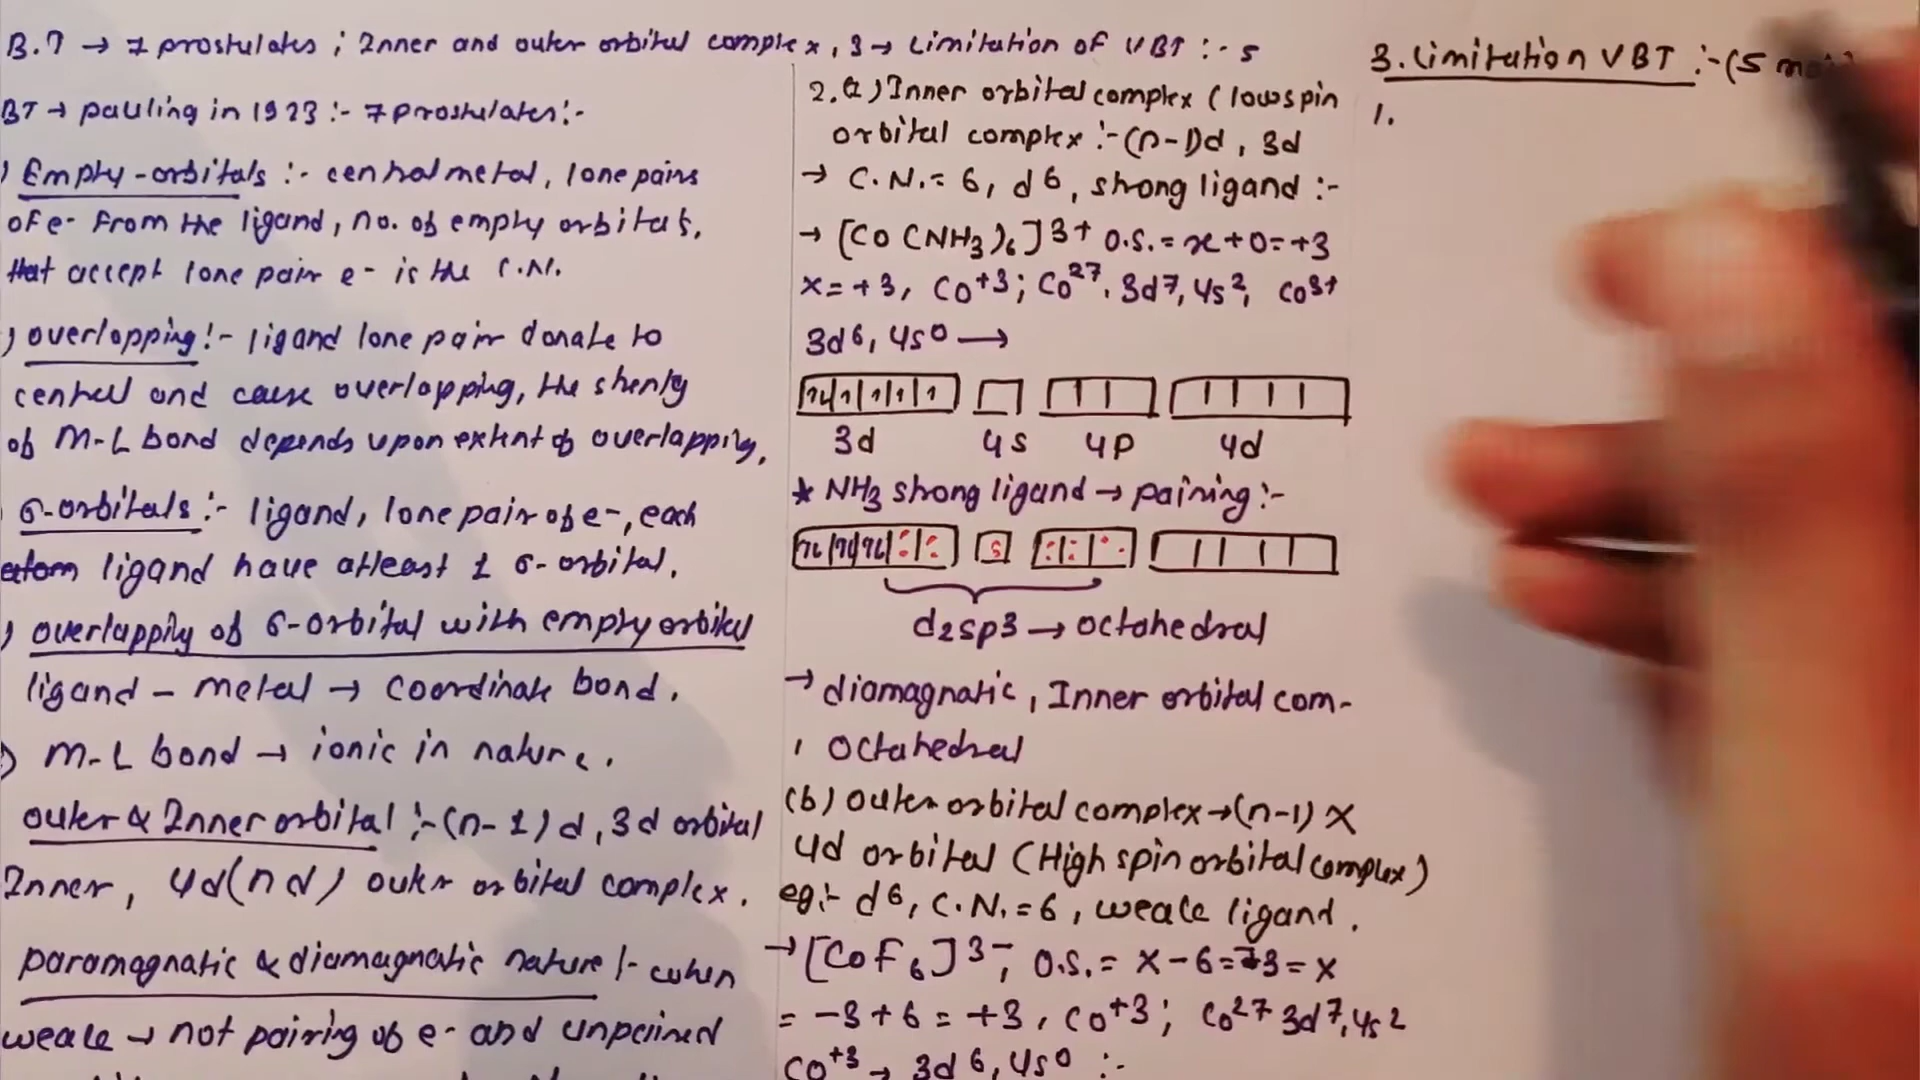 B.T → 7 prostulates ; Inner and outer orbital complex, 3 → Limitation of VBT :- 5
BT → pauling in 1923 :- 7 prostulates:-
) Empty-orbitals :- central metal, lone pairs
of e- from the ligand, no. of empty orbitals,
that accept lone pair e- is the C.N.
) overlapping :- ligand lone pair donate to
central and cause overlapping, the
of M-L bond depends upon extent of overlapping,
σ-orbitals :- ligand, lone pair of e-, each
ligand have atleast 1 σ-orbital.
) overlapping of σ-orbital with empty orbital
ligand - metal → coordinate bond.
) M-L bond → ionic in nature.
outer & Inner orbital :- (n-1)d, 3d orbital
Inner, 4d(nd) outer orbital complex.
paramagnatic & diamagnatic nature :- when
weale → not pairing of e- and unpaired
2. (a) Inner orbital complex (low spin
orbital complex :- (n-1)d, 3d
→ C.N. = 6, d6, strong ligand :-
→ [Co(NH3)6]3+ O.S. = x+0=+3
x=+3, Co+3; Co27, 3d7, 4s2, Co3+
3d6, 4s0 →
3d 4s 4p 4d
* NH3 strong ligand → pairing :-
d2sp3 → octahedral
→ diamagnatic, Inner orbital com-
, Octahedral
(b) outer orbital complex → (n-1) x
4d orbital (High spin orbital complex)
eg:- d6, C.N. = 6, weale ligand.
→ [CoF6]3-, O.S. = x-6=-3=x
= -3+6 = +3, Co+3; Co27 3d7, 4s2
Co+3 → 3d6, 4s0 :-
3. Limitation VBT :- (5
1.